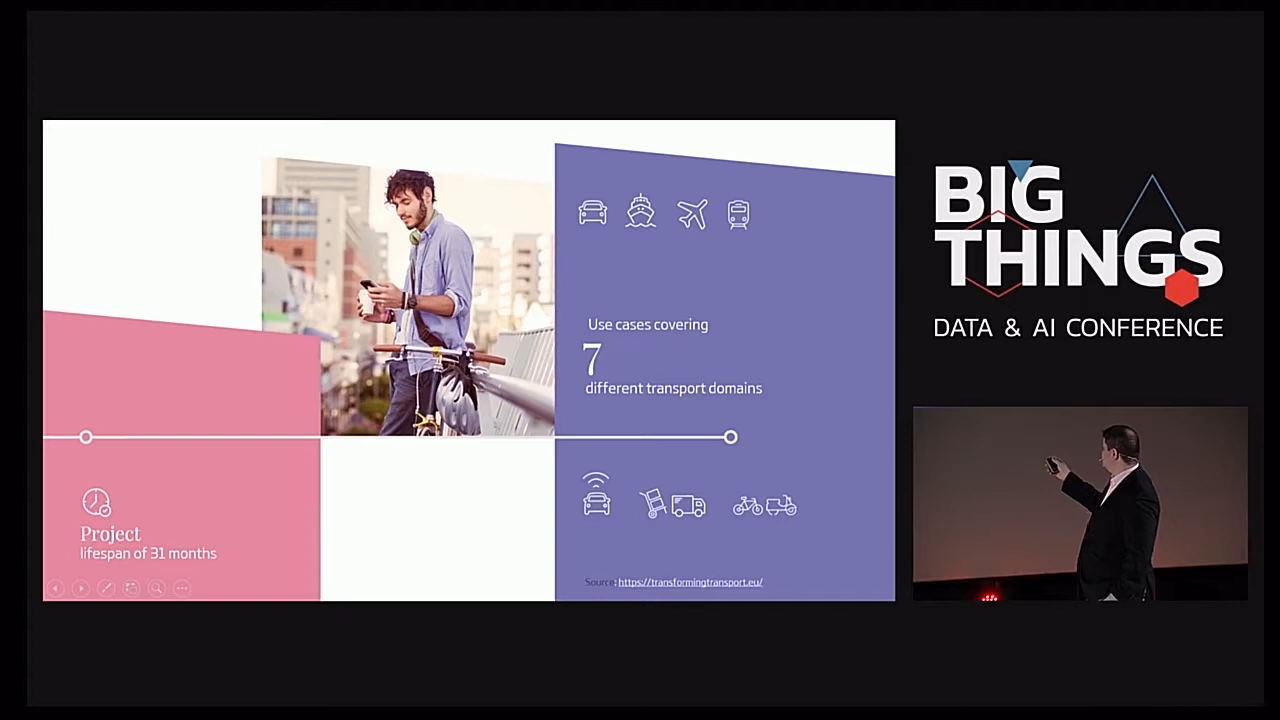 Use cases covering
7
different transport domains
Project
lifespan of 31 months
Source: https://transformingtransport.eu/
BIG
THINGS
DATA & AI CONFERENCE